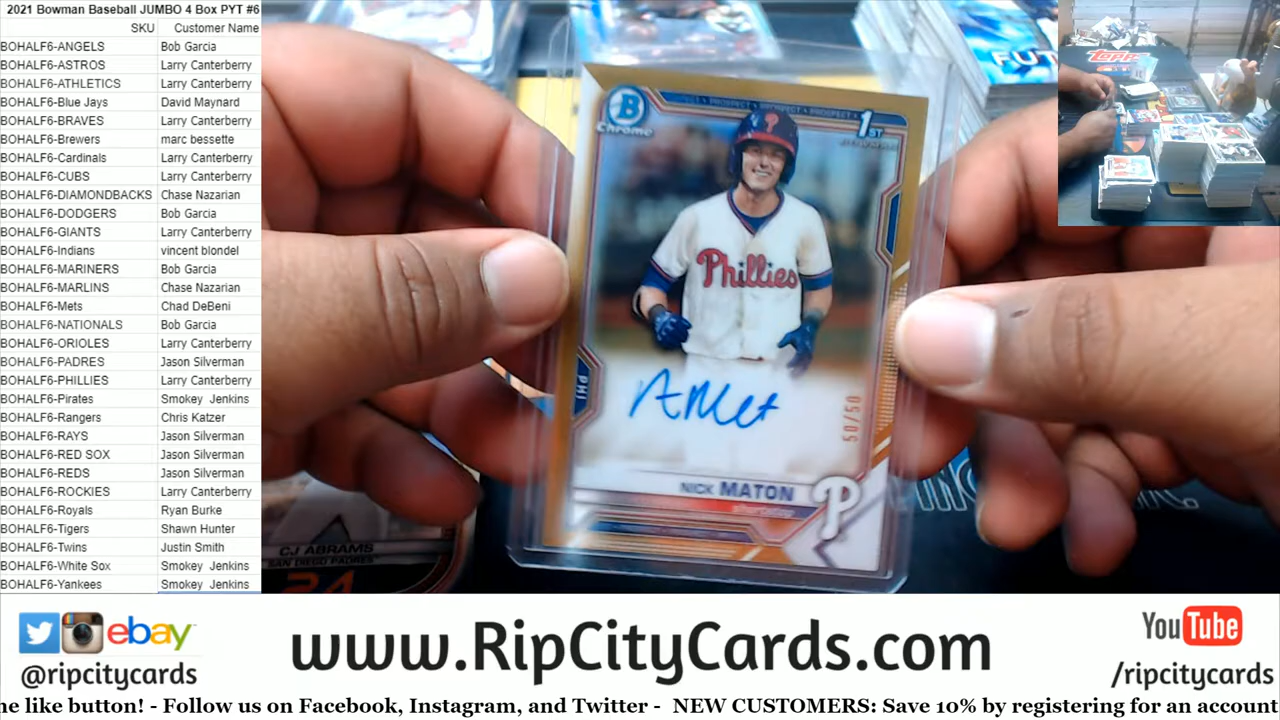 2021 Bowman Baseball JUMBO 4 Box PYT #6
SKU Customer Name
BOHALF6-ANGELS Bob Garcia
BOHALF6-ASTROS Larry Canterberry
BOHALF6-ATHLETICS Larry Canterberry
BOHALF6-Blue Jays David Maynard
BOHALF6-BRAVES Larry Canterberry
BOHALF6-Brewers marc bessette
BOHALF6-Cardinals Larry Canterberry
BOHALF6-CUBS Larry Canterberry
BOHALF6-DIAMONDBACKS Chase Nazarian
BOHALF6-DODGERS Bob Garcia
BOHALF6-GIANTS Larry Canterberry
BOHALF6-Indians vincent blondel
BOHALF6-MARINERS Bob Garcia
BOHALF6-MARLINS Chase Nazarian
BOHALF6-Mets Chad DeBeni
BOHALF6-NATIONALS Bob Garcia
BOHALF6-ORIOLES Larry Canterberry
BOHALF6-PADRES Jason Silverman
BOHALF6-PHILLIES Larry Canterberry
BOHALF6-Pirates Smokey Jenkins
BOHALF6-Rangers Chris Katzer
BOHALF6-RAYS Jason Silverman
BOHALF6-RED SOX Jason Silverman
BOHALF6-REDS Jason Silverman
BOHALF6-ROCKIES Larry Canterberry
BOHALF6-Royals Ryan Burke
BOHALF6-Tigers Shawn Hunter
BOHALF6-Twins Justin Smith
BOHALF6-White Sox Smokey Jenkins
BOHALF6-Yankees Smokey Jenkins
FUT
Topps
B
Chrome
PROSPECT • PROSPECT • PROSPECT
1ST
BOWMAN
P
Phillies
PHI
50/50
NICK MATON
P
CJ ABRAMS
SAN DIEGO PADRES
24
ebay
@ripcitycards
www.RipCityCards.com
YouTube
/ripcitycards
he like button! - Follow us on Facebook, Instagram, and Twitter - NEW CUSTOMERS: Save 10% by registering for an account